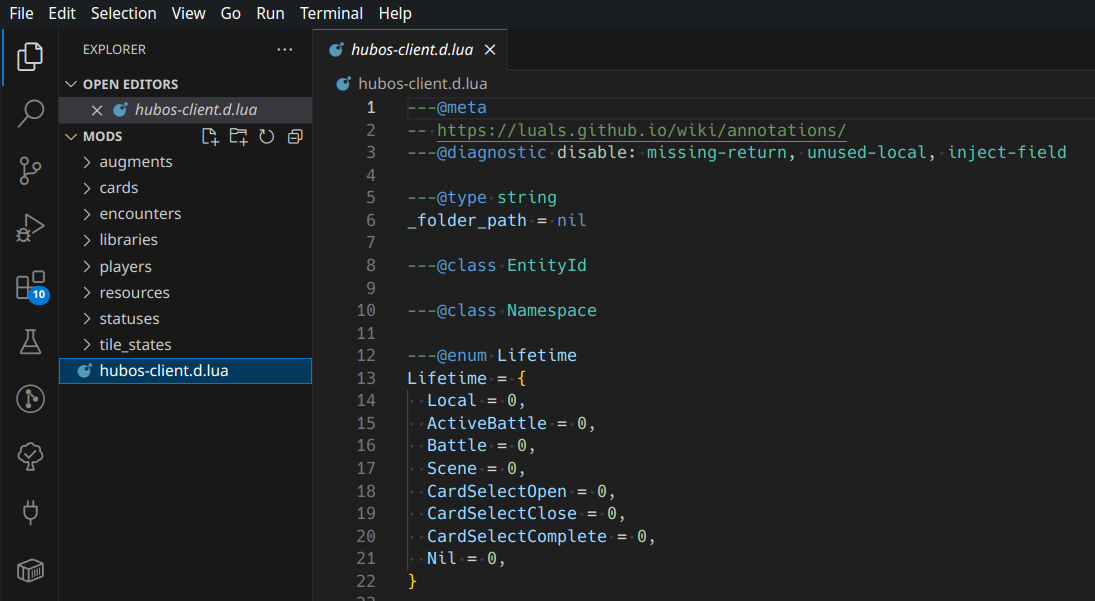 File Edit Selection View Go Run Terminal Help
EXPLORER
OPEN EDITORS
hubos-client.d.lua
MODS
augments
cards
encounters
libraries
players
resources
statuses
tile_states
hubos-client.d.lua
10
hubos-client.d.lua
hubos-client.d.lua
1 ---@meta
2 -- https://luals.github.io/wiki/annotations/
3 ---@diagnostic disable: missing-return, unused-local, inject-field
4
5 ---@type string
6 _folder_path = nil
7
8 ---@class EntityId
9
10 ---@class Namespace
11
12 ---@enum Lifetime
13 Lifetime = {
14   Local = 0,
15   ActiveBattle = 0,
16   Battle = 0,
17   Scene = 0,
18   CardSelectOpen = 0,
19   CardSelectClose = 0,
20   CardSelectComplete = 0,
21   Nil = 0,
22 }